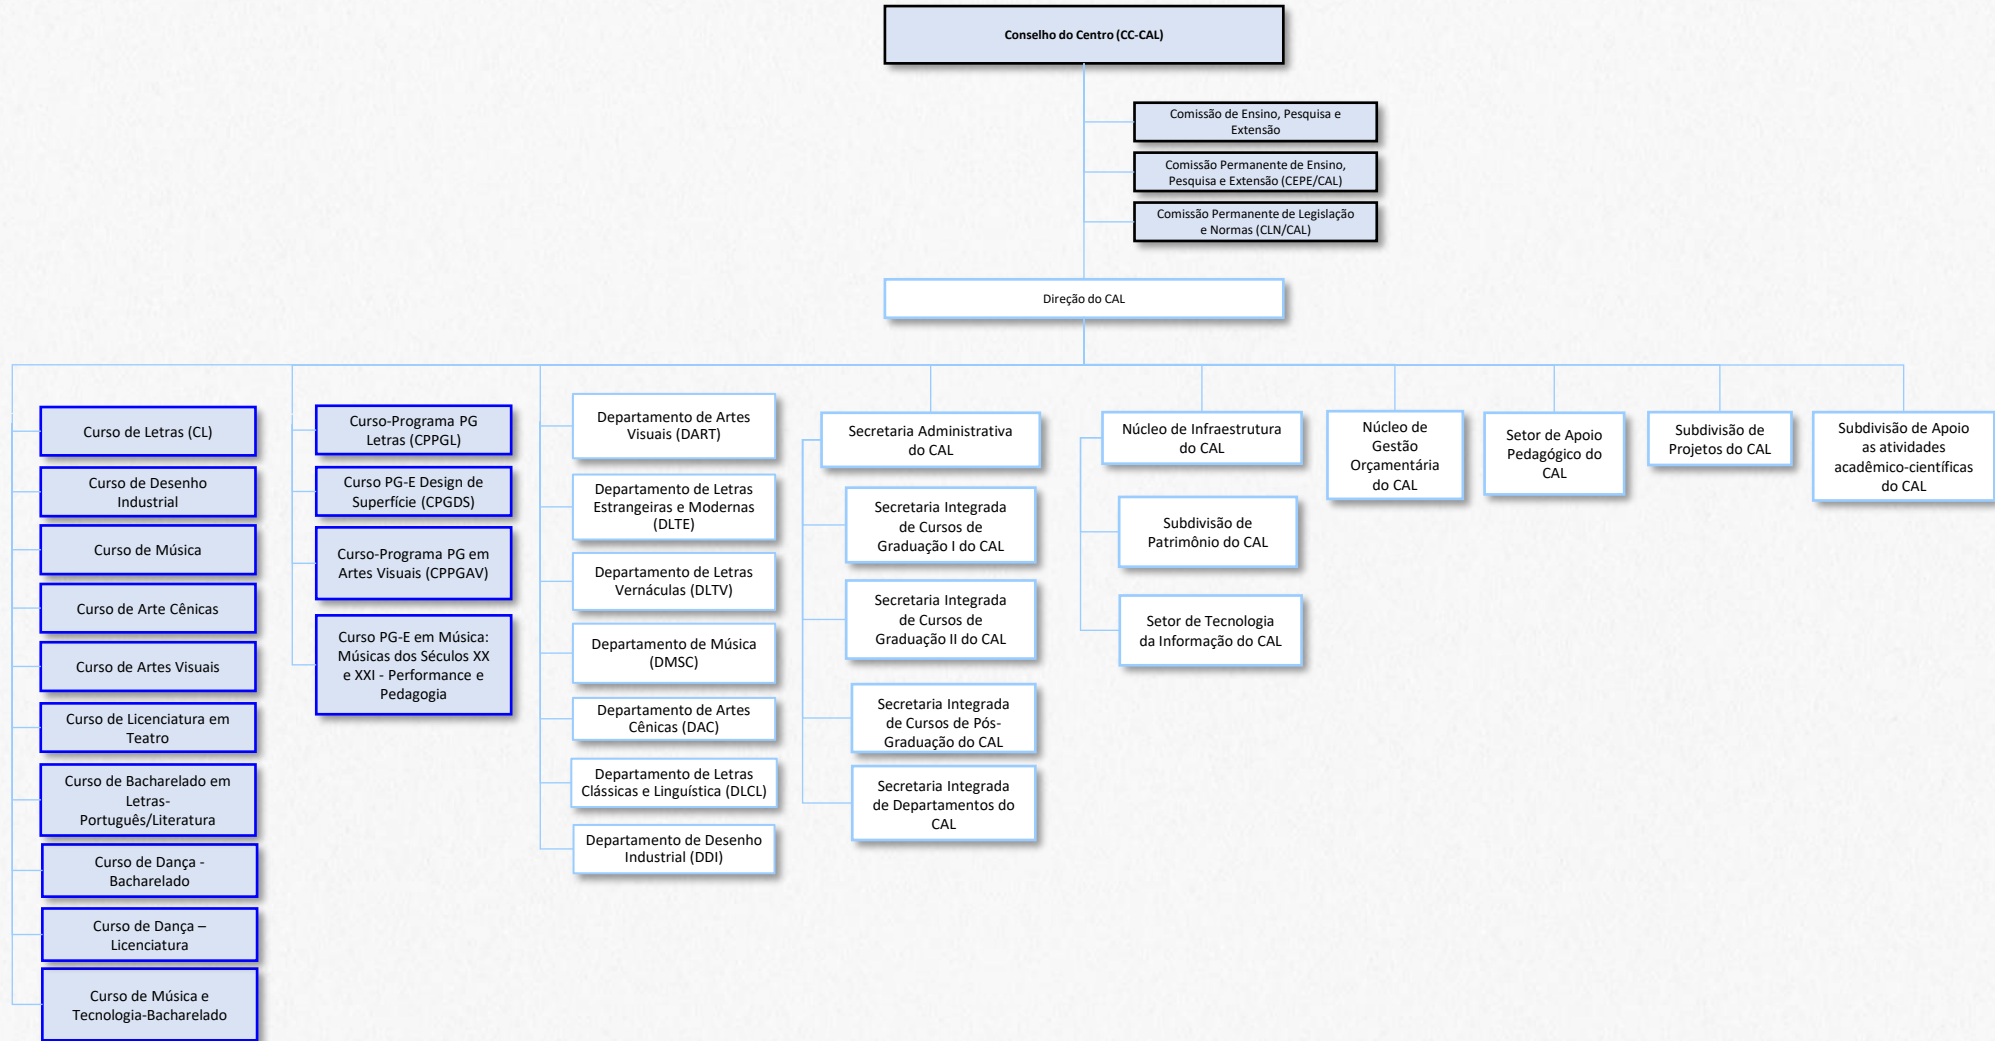 Conselho do Centro (CC-CAL)
Comissão de Ensino, Pesquisa e
Extensão
Comissão Permanente de Ensino,
Pesquisa e Extensão (CEPE/CAL)
Comissão Permanente de Legislação
e Normas (CLN/CAL)
Direção do CAL
Curso de Letras (CL)
Curso de Desenho
Industrial
Curso de Música
Curso de Arte Cênicas
Curso de Artes Visuais
Curso de Licenciatura em
Teatro
Curso de Bacharelado em
Letras-
Português/Literatura
Curso de Dança -
Bacharelado
Curso de Dança –
Licenciatura
Curso de Música e
Tecnologia-Bacharelado
Curso-Programa PG
Letras (CPPGL)
Curso PG-E Design de
Superfície (CPGDS)
Curso-Programa PG em
Artes Visuais (CPPGAV)
Curso PG-E em Música:
Músicas dos Séculos XX
e XXI - Performance e
Pedagogia
Departamento de Artes
Visuais (DART)
Departamento de Letras
Estrangeiras e Modernas
(DLTE)
Departamento de Letras
Vernáculas (DLTV)
Departamento de Música
(DMSC)
Departamento de Artes
Cênicas (DAC)
Departamento de Letras
Clássicas e Linguística (DLCL)
Departamento de Desenho
Industrial (DDI)
Secretaria Administrativa
do CAL
Secretaria Integrada
de Cursos de
Graduação I do CAL
Secretaria Integrada
de Cursos de
Graduação II do CAL
Secretaria Integrada
de Cursos de Pós-
Graduação do CAL
Secretaria Integrada
de Departamentos do
CAL
Núcleo de Infraestrutura
do CAL
Subdivisão de
Patrimônio do CAL
Setor de Tecnologia
da Informação do CAL
Núcleo de
Gestão
Orçamentária
do CAL
Setor de Apoio
Pedagógico do
CAL
Subdivisão de
Projetos do CAL
Subdivisão de Apoio
as atividades
acadêmico-científicas
do CAL